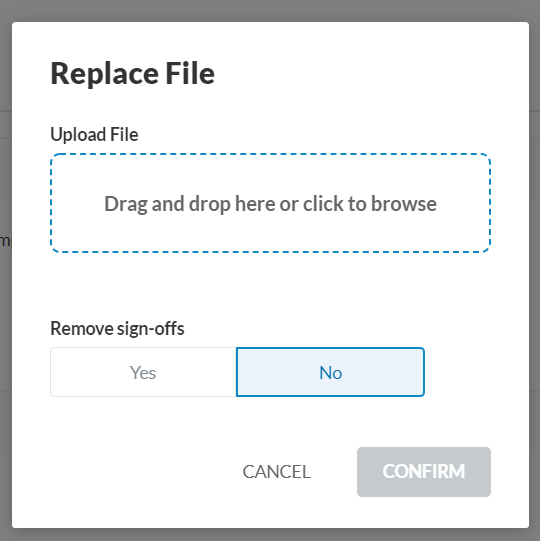 Replace File
Upload File
Drag and drop here or click to browse
Remove sign-offs
Yes No
CANCEL CONFIRM